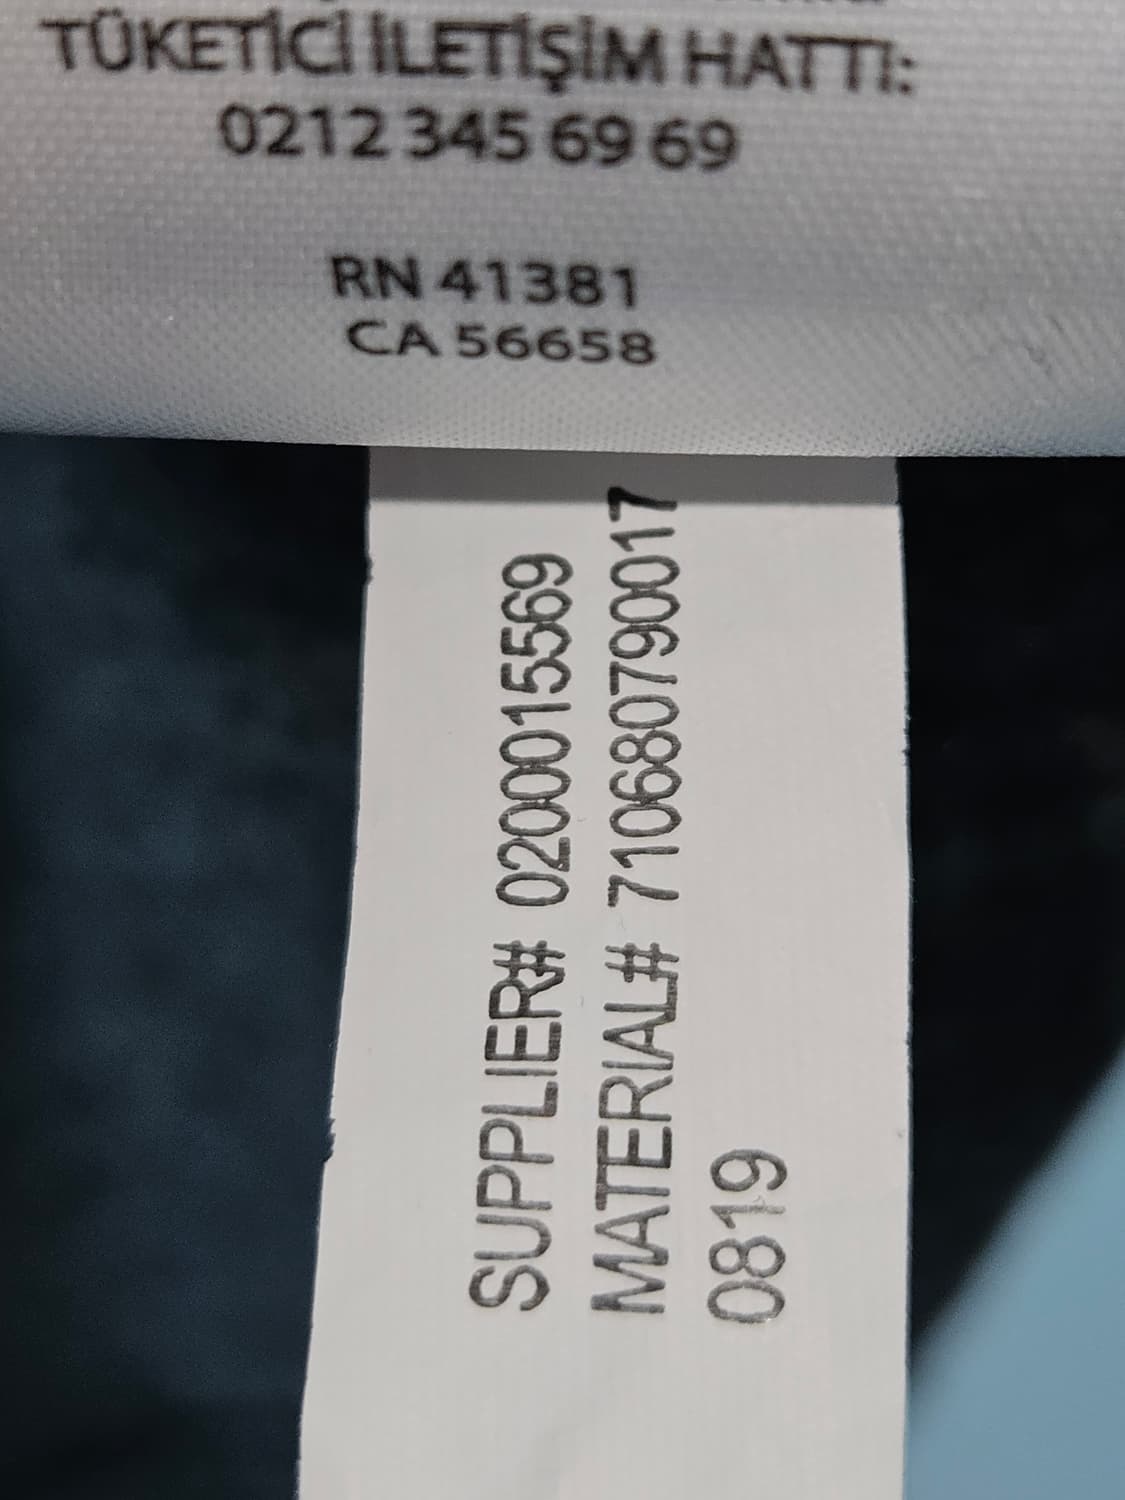 TÜKETİCİ İLETİŞİM HATTI:
0212 345 69 69
RN 41381
CA 56658
SUPPLIER# 0200015569
MATERIAL# 710680790017
0819